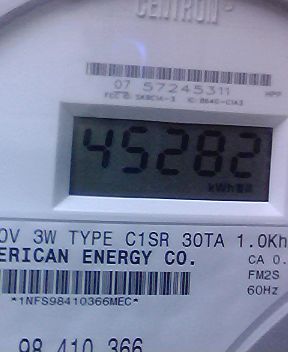 CENTRON
07 57245311
45282
kWh
0V 3W TYPE C1SR 30TA 1.0Kh
ERICAN ENERGY CO. CA 0.
FM2S
*1NFS98410366MEC* 60Hz
98 410 366